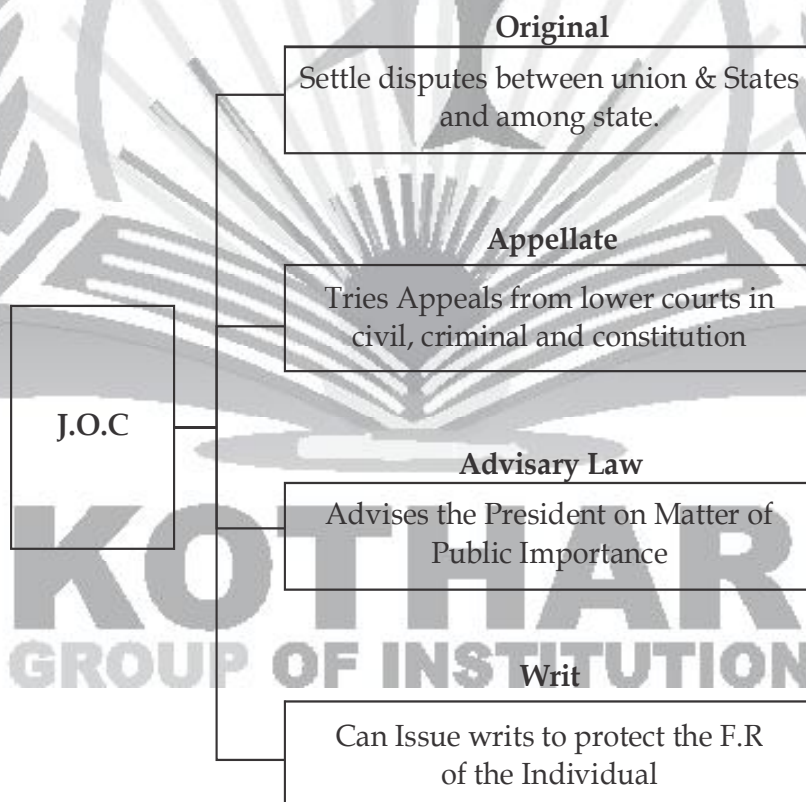 Original
Settle disputes between union & States
and among state.
Appellate
Tries Appeals from lower courts in
civil, criminal and constitution
J.O.C
Advisary Law
Advises the President on Matter of
Public Importance
KOTHAR
GROUP OF INSTITUTION
Writ
Can Issue writs to protect the F.R
of the Individual